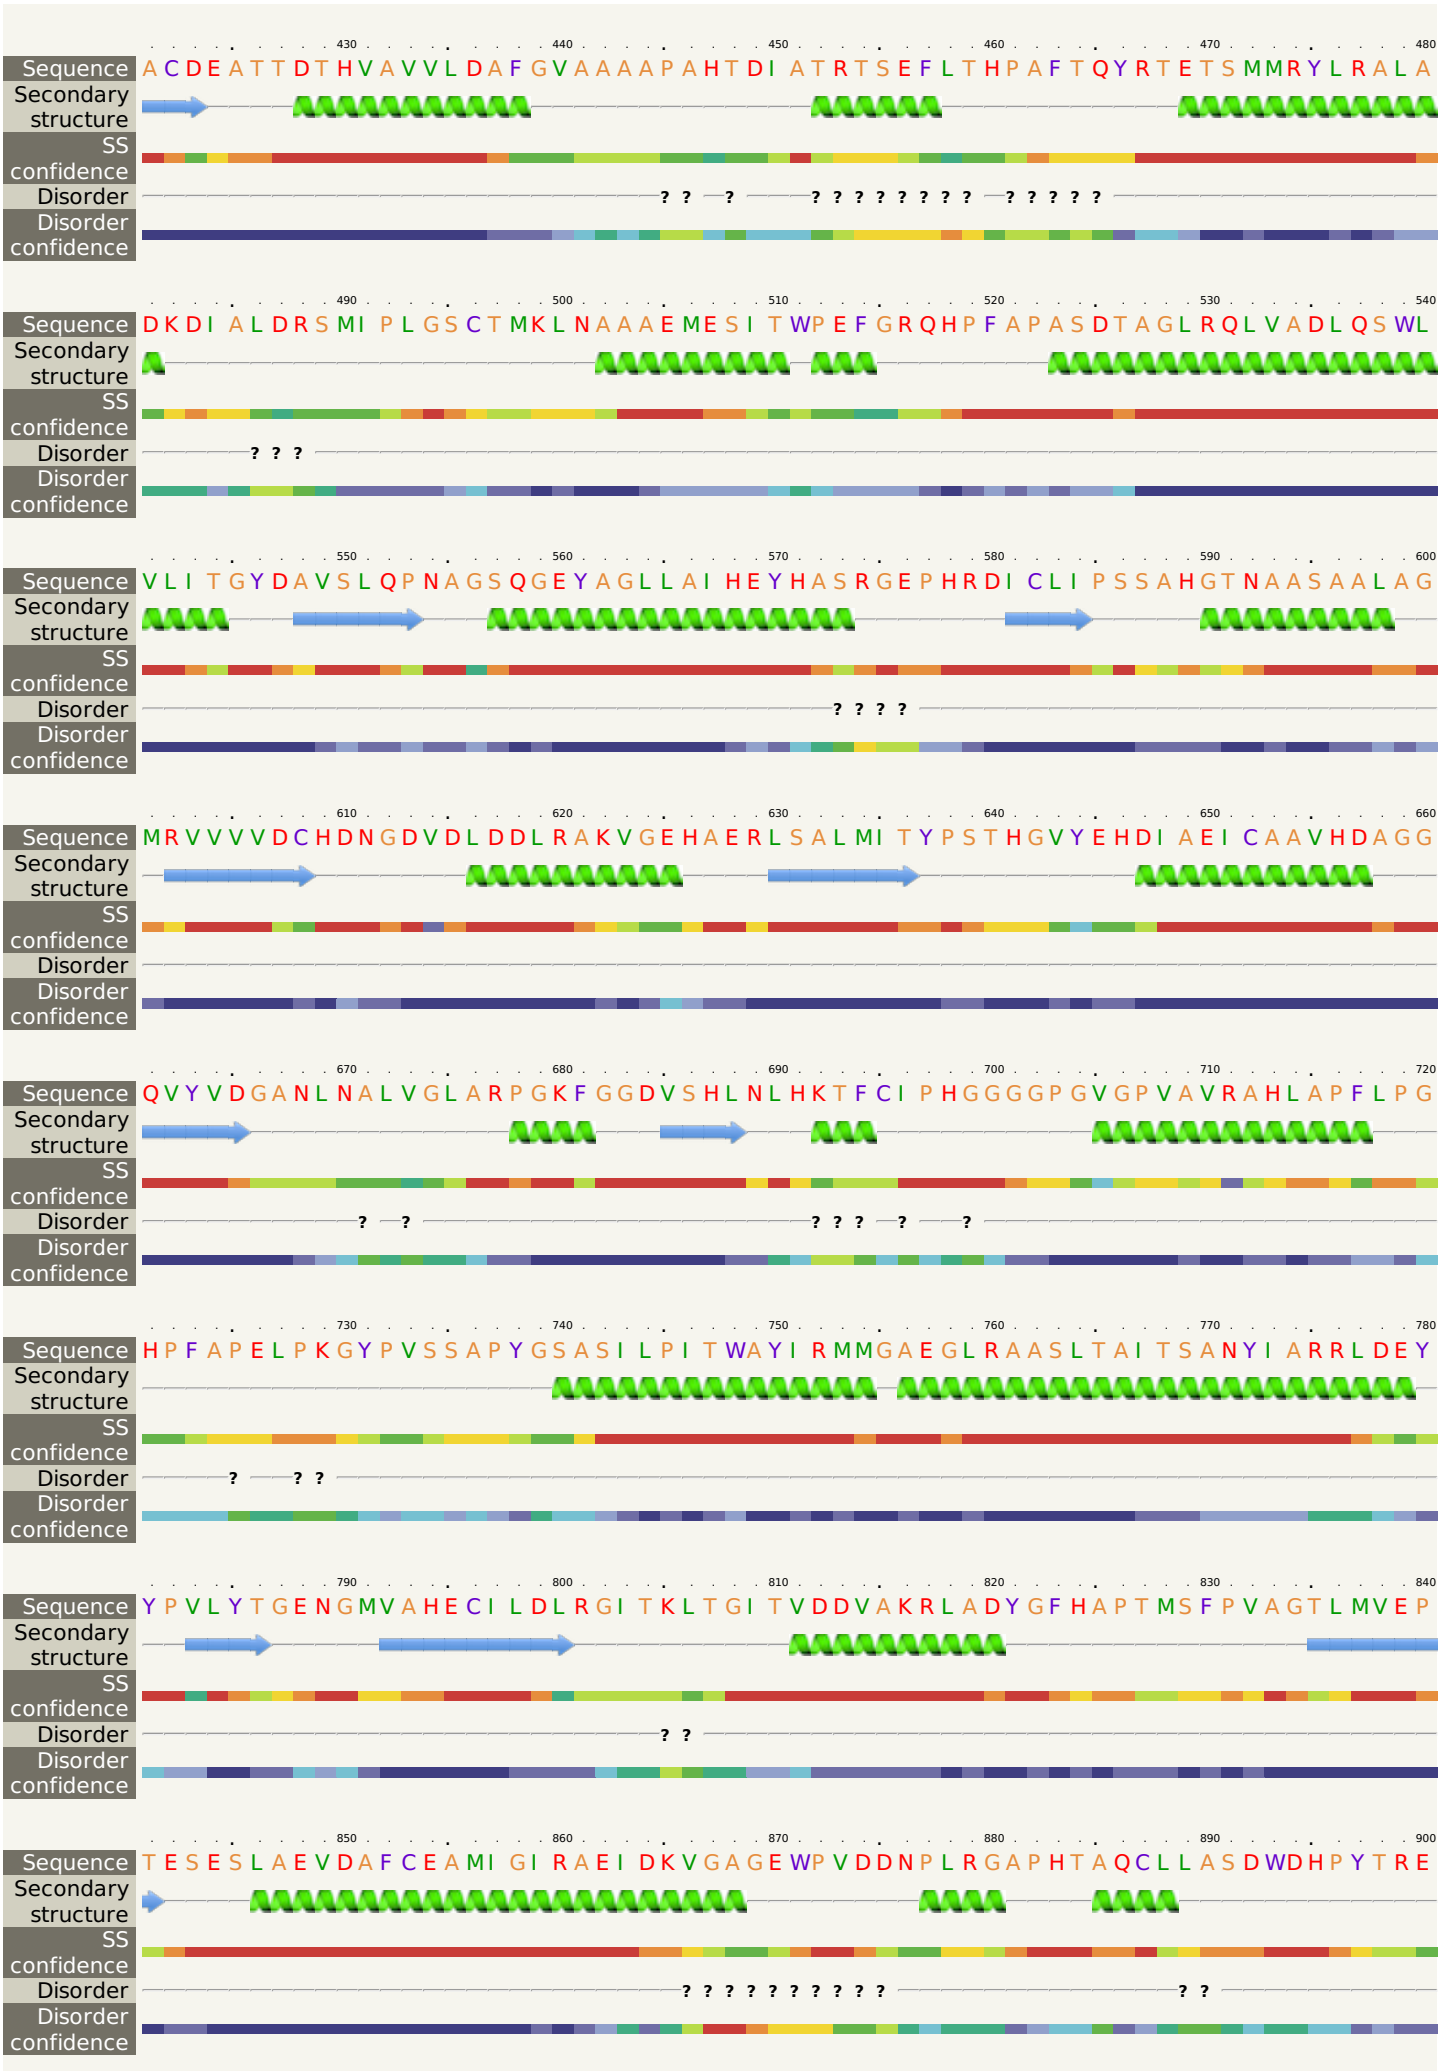 430 440 450 460 470 480
Sequence ACDEATTDTHVAVVLDAFGVAAAAPAHTDIATRTSEFLTHPAFTQYRTETSMMRYLRALA
Secondary
structure
SS
confidence
Disorder ? ? ? ? ? ? ? ? ? ? ? ? ? ? ? ?
Disorder
confidence
490 500 510 520 530 540
Sequence DKDIALDRSMIPLGSCTMKLNAAAEMESITWPEFGRQHPFAPASDTAGLRQLVADLQSWL
Secondary
structure
SS
confidence
Disorder ? ? ?
Disorder
confidence
550 560 570 580 590 600
Sequence VLITGYDAVSLQPNAGSQGEYAGLLAIHEYHASRGEPHRDICLIPSSAHGTNAASAALAG
Secondary
structure
SS
confidence
Disorder ? ? ? ?
Disorder
confidence
610 620 630 640 650 660
Sequence MRVVVVDCHDNGDVDLDDLRAKVGEHAERLSALMITYPSTHGVYEHDIAEICAAVHDAGG
Secondary
structure
SS
confidence
Disorder
Disorder
confidence
670 680 690 700 710 720
Sequence QVYVDGANLNALVGLARPGKFGGDVSHLNLHKTFCIPHGGGGPGVGPVAVRAHLAPFLPG
Secondary
structure
SS
confidence
Disorder ? ? ? ? ? ? ?
Disorder
confidence
730 740 750 760 770 780
Sequence HPFAPELPKGYPVSSAPYGSASILPITWAYIRMMGAEGLRAASLTAITSANYIARRLDEY
Secondary
structure
SS
confidence
Disorder ? ? ?
Disorder
confidence
790 800 810 820 830 840
Sequence YPVLYTGENGMVAHECILDLRGITKLTGITVDDVAKRLADYGFHAPTMSFPVAGTLMVEP
Secondary
structure
SS
confidence
Disorder ? ?
Disorder
confidence
850 860 870 880 890 900
Sequence TESESLAEVDAFCEAMIGIRAEIDKVGAGEWPVDDNPLRGAPHTAQCLLASDWDHPYTRE
Secondary
structure
SS
confidence
Disorder ? ? ? ? ? ? ? ? ? ? ? ?
Disorder
confidence